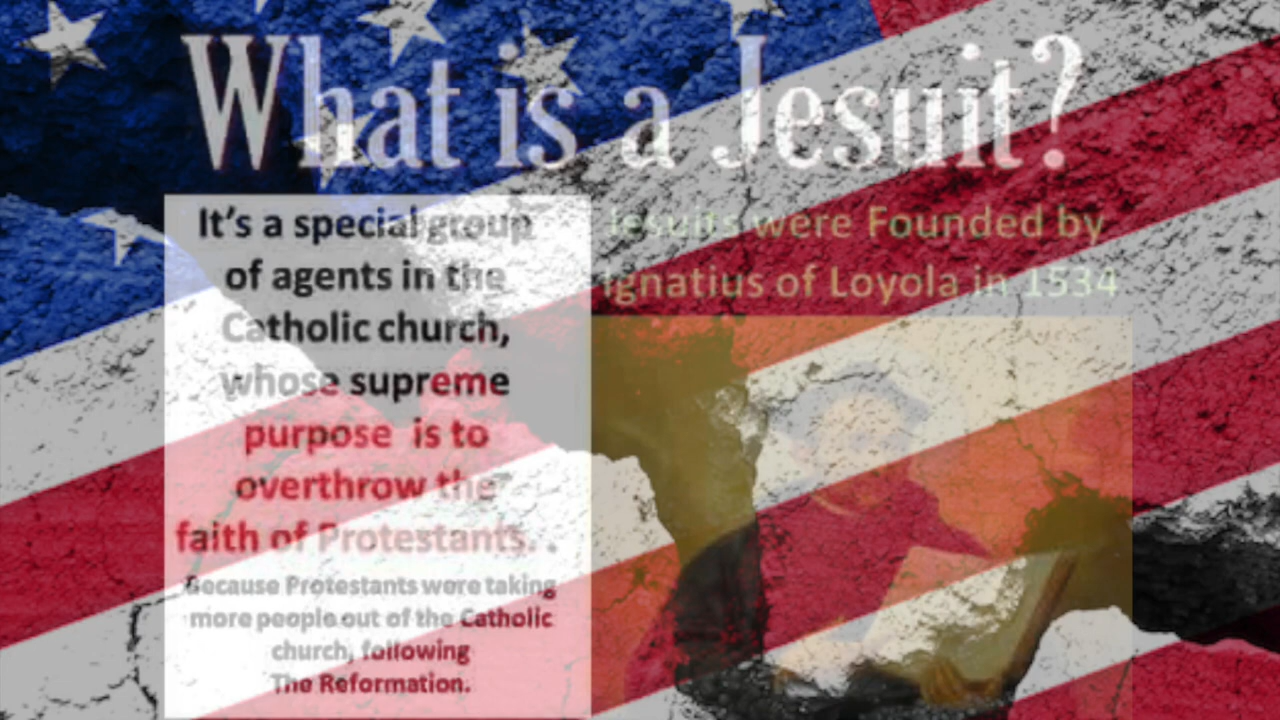 What is a Jesuit?
It's a special group
of agents in the
Catholic church,
whose supreme
purpose is to
overthrow the
faith of Protestants. .
Because Protestants were taking
more people out of the Catholic
church, following
The Reformation.
Jesuits were Founded by
Ignatius of Loyola in 1534